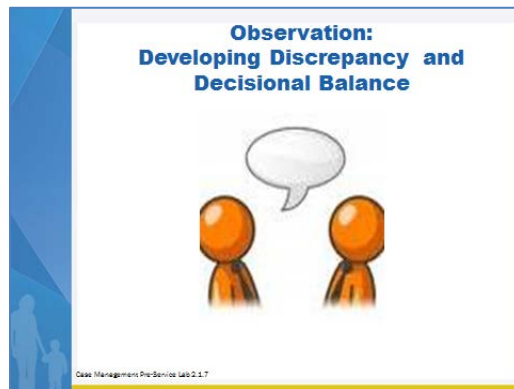 Observation:
Developing Discrepancy and
Decisional Balance
Case Management Pre-Service Lab 2.1.7